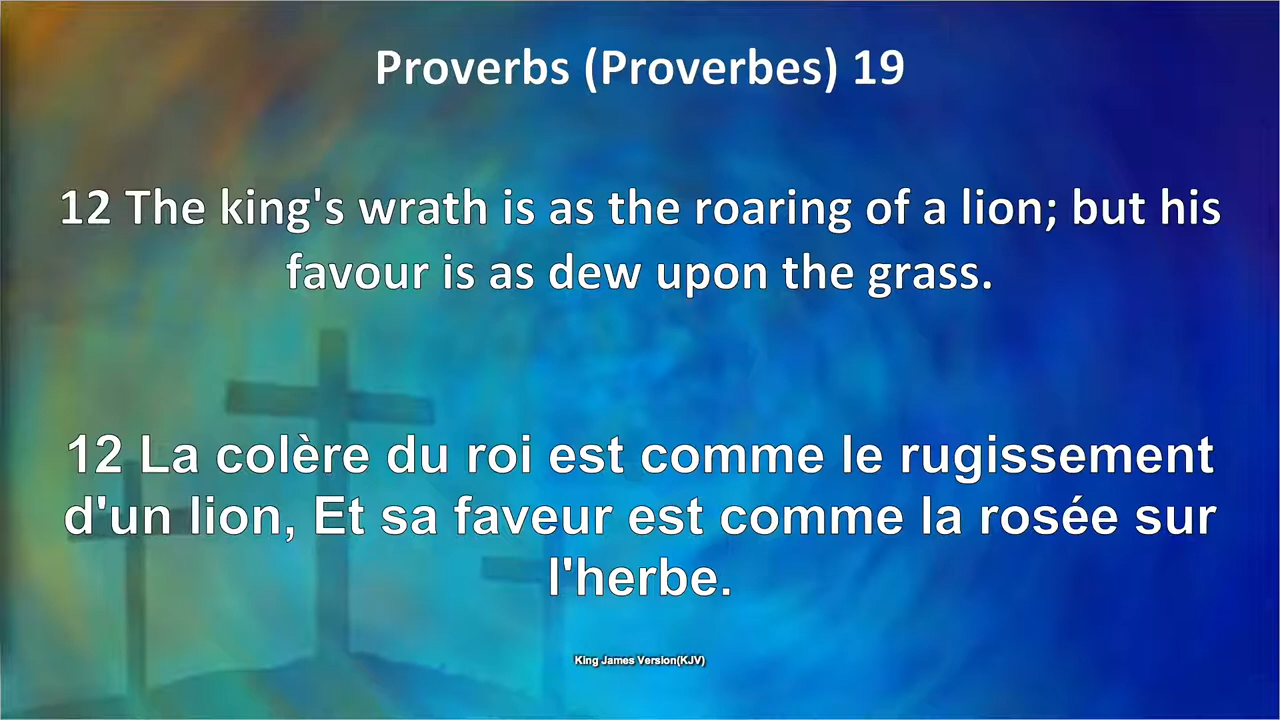 Proverbs (Proverbes) 19
12 The king's wrath is as the roaring of a lion; but his
favour is as dew upon the grass.
12 La colère du roi est comme le rugissement
d'un lion, Et sa faveur est comme la rosée sur
l'herbe.
King James Version(KJV)